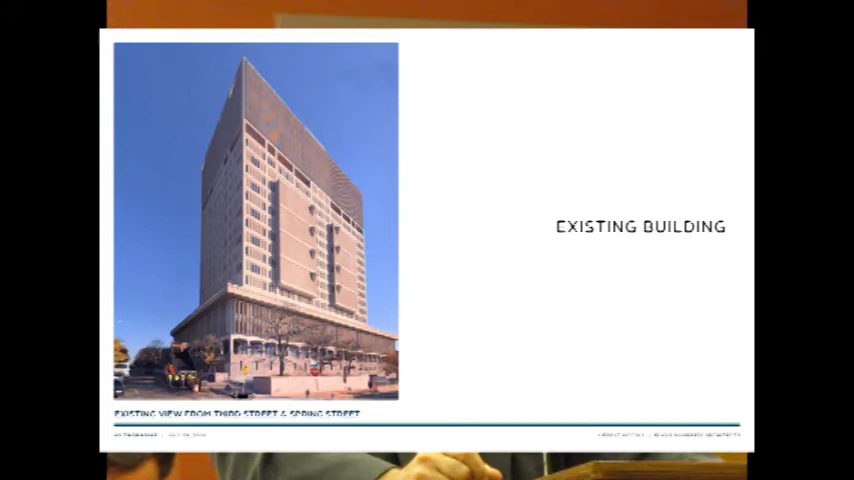 EXISTING BUILDING
EXISTING VIEW FROM THIRD STREET & SPRING STREET